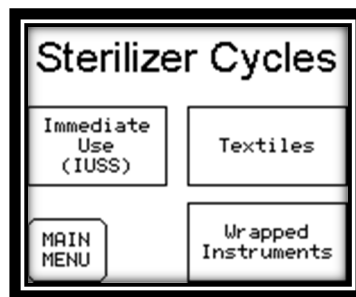 Sterilizer Cycles
Immediate
Use
(IUSS)
Textiles
MAIN
MENU
Wrapped
Instruments